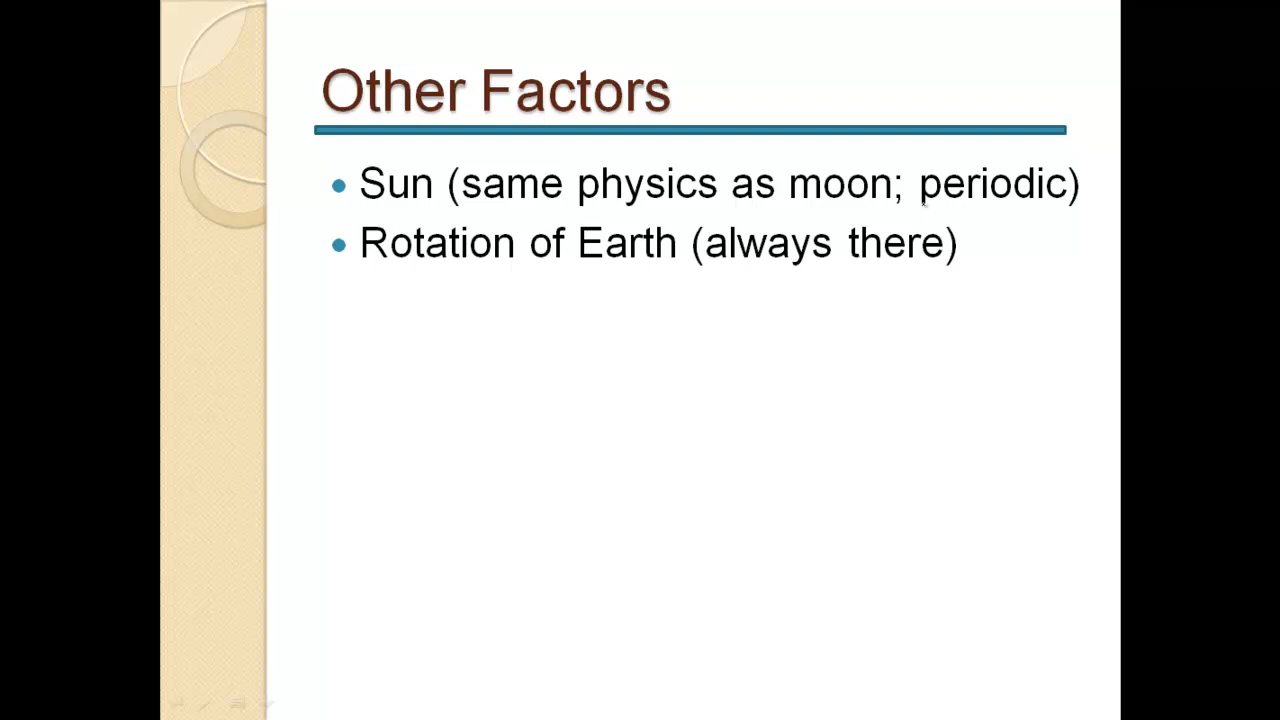 Other Factors
Sun (same physics as moon; periodic)
Rotation of Earth (always there)